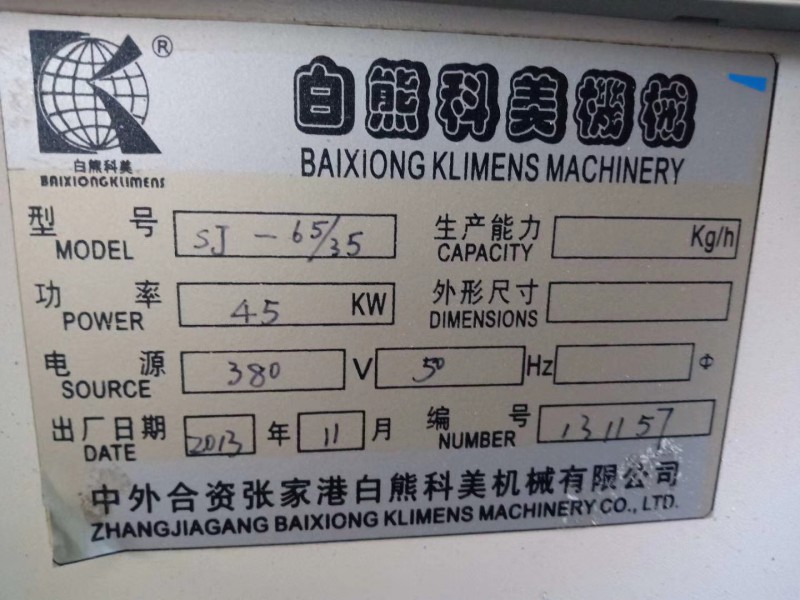 ®
白熊科美
BAIXIONGKLIMENS
白熊科美機械
BAIXIONG KLIMENS MACHINERY
型 号 SJ-65/35
MODEL
生产能力 Kg/h
CAPACITY
功 率 45 KW
POWER
外形尺寸
DIMENSIONS
电 源 380 V 50 Hz Φ
SOURCE
出厂日期 2013 年 11 月
DATE
编 号 131157
NUMBER
中外合资张家港白熊科美机械有限公司
ZHANGJIAGANG BAIXIONG KLIMENS MACHINERY CO., LTD.